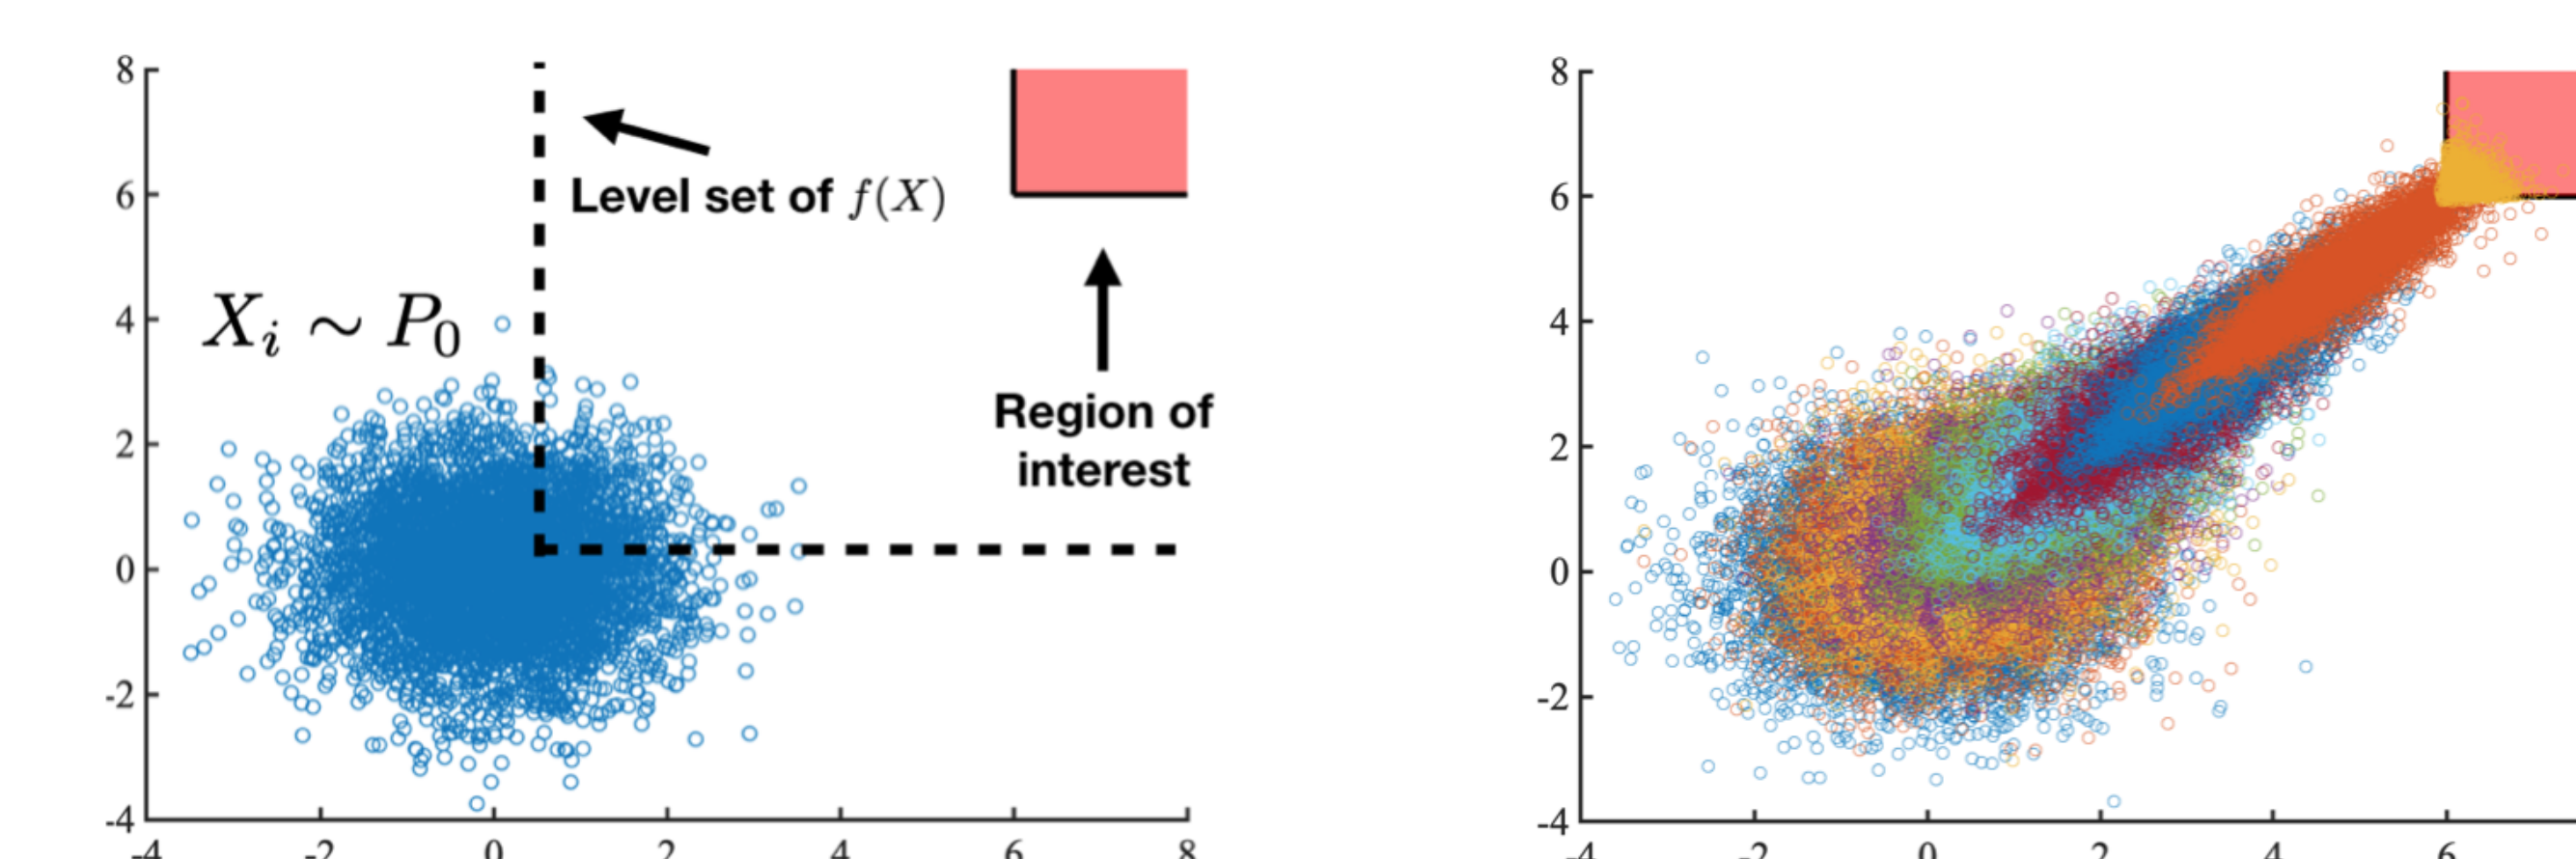 8
6
4
2
0
-2
-4
-4 -2 0 2 4 6 8
Level set of f(X)
X_i ~ P_0
Region of
interest
8
6
4
2
0
-2
-4
-4 -2 0 2 4 6